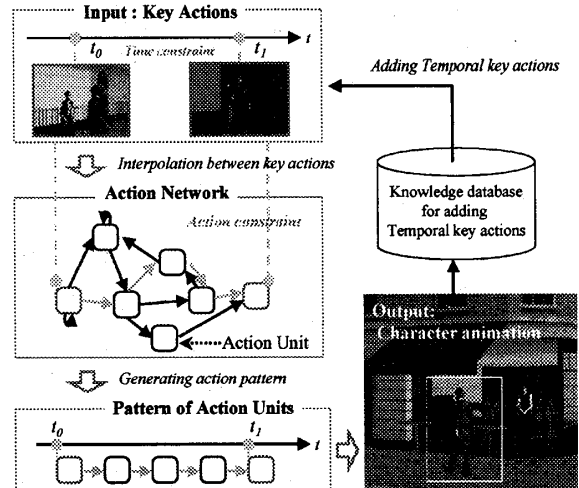 Input : Key Actions
t
t0
Time constraint
t1
Adding Temporal key actions
Interpolation between key actions
Action Network
Action constraint
Knowledge database
for adding
Temporal key actions
Action Unit
Output:
Character animation
Generating action pattern
Pattern of Action Units
t0
t1
t